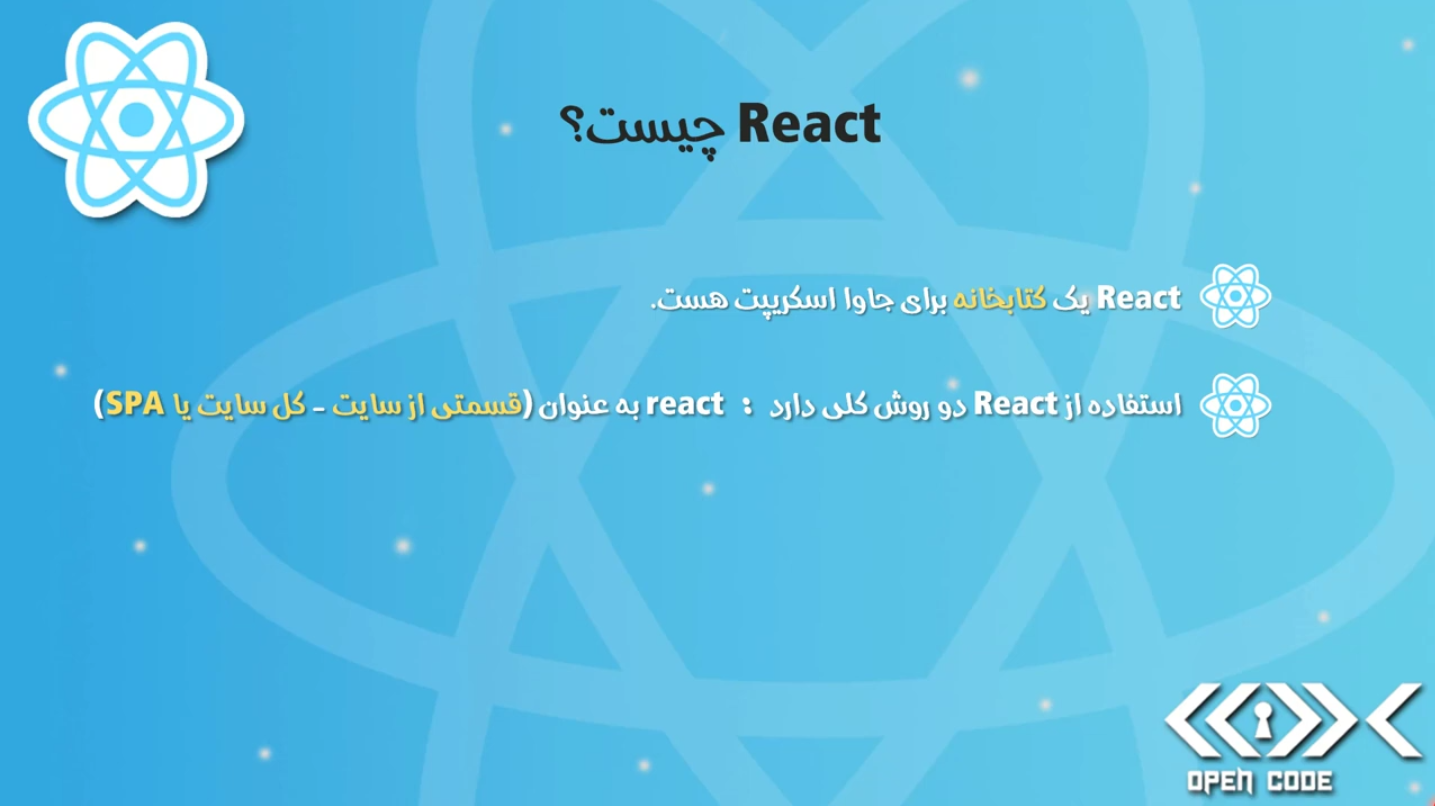 React چیست؟
React یک کتابخانه برای جاوا اسکریپت هست.
استفاده از React دو روش کلی دارد : react به عنوان (قسمتی از سایت - کل سایت یا SPA)
OPEN CODE